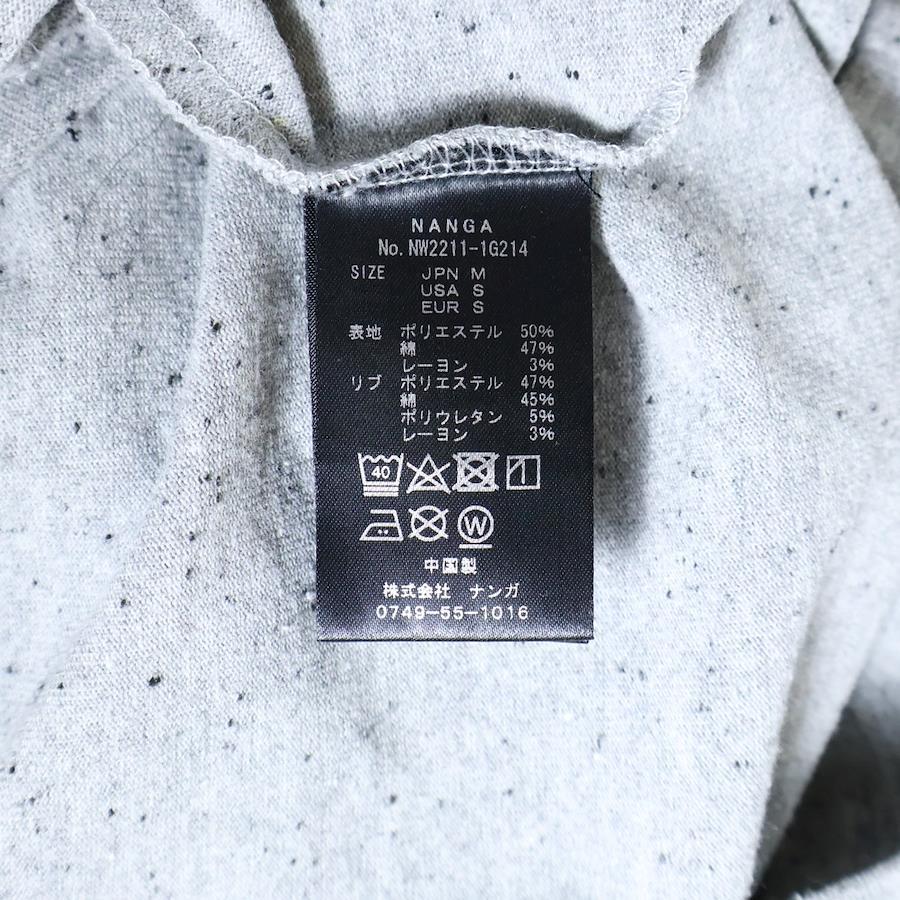 NANGA
No. NW2211-1G214
SIZE JPN M
USA S
EUR S
表地 ポリエステル 50%
綿 47%
レーヨン 3%
リブ ポリエステル 47%
綿 45%
ポリウレタン 5%
レーヨン 3%
40
W
中国製
株式会社 ナンガ
0749-55-1016